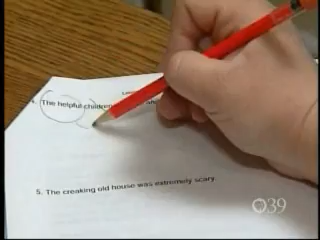 4. The helpful children
5. The creaking old house was extremely scary.
39